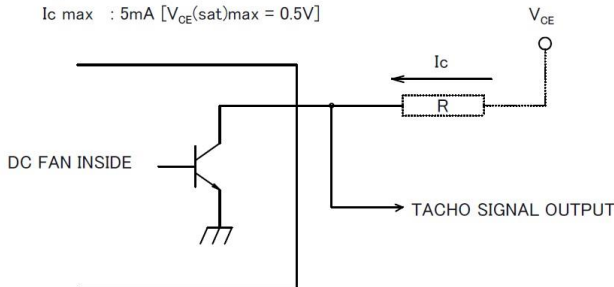 Ic max : 5mA [VCE(sat)max = 0.5V]
VCE
Ic
R
DC FAN INSIDE
TACHO SIGNAL OUTPUT